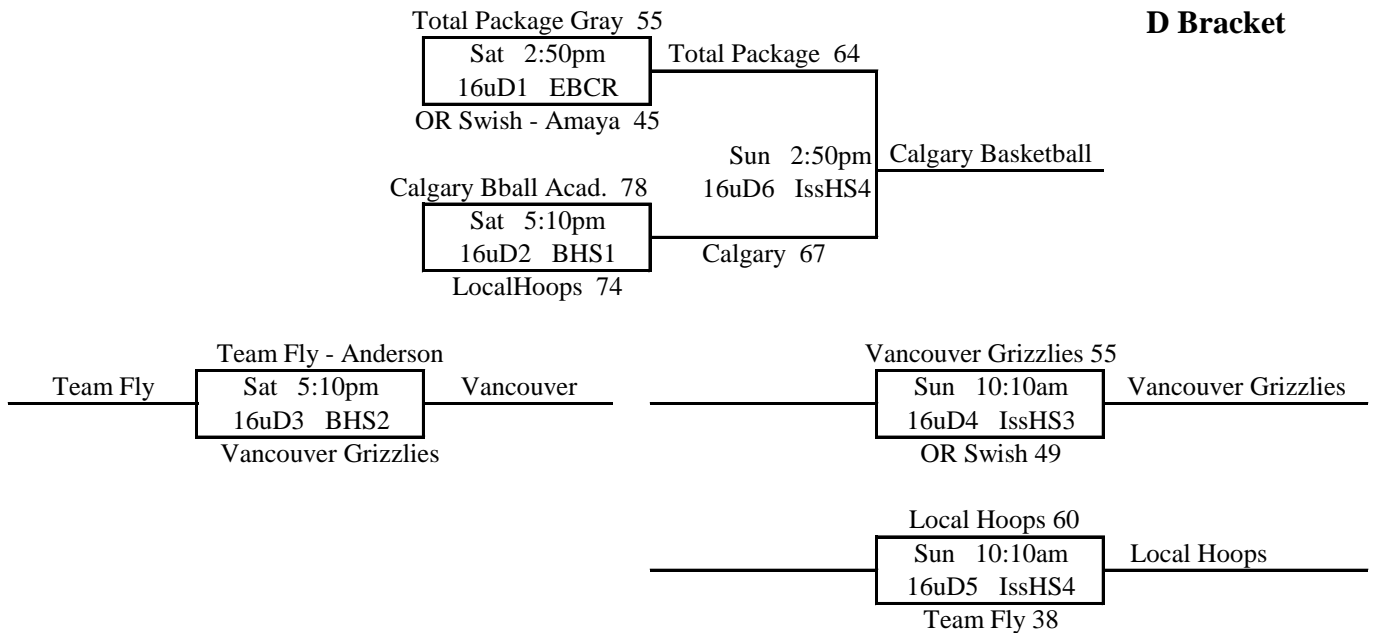 Total Package Gray 55
D Bracket
Sat 2:50pm
Total Package 64
16uD1 EBCR
OR Swish - Amaya 45
Sun 2:50pm
Calgary Basketball
Calgary Bball Acad. 78
16uD6 IssHS4
Sat 5:10pm
16uD2 BHS1
Calgary 67
LocalHoops 74
Team Fly - Anderson
Vancouver Grizzlies 55
Team Fly
Sat 5:10pm
Vancouver
Sun 10:10am
Vancouver Grizzlies
16uD3 BHS2
16uD4 IssHS3
Vancouver Grizzlies
OR Swish 49
Local Hoops 60
Sun 10:10am
Local Hoops
16uD5 IssHS4
Team Fly 38